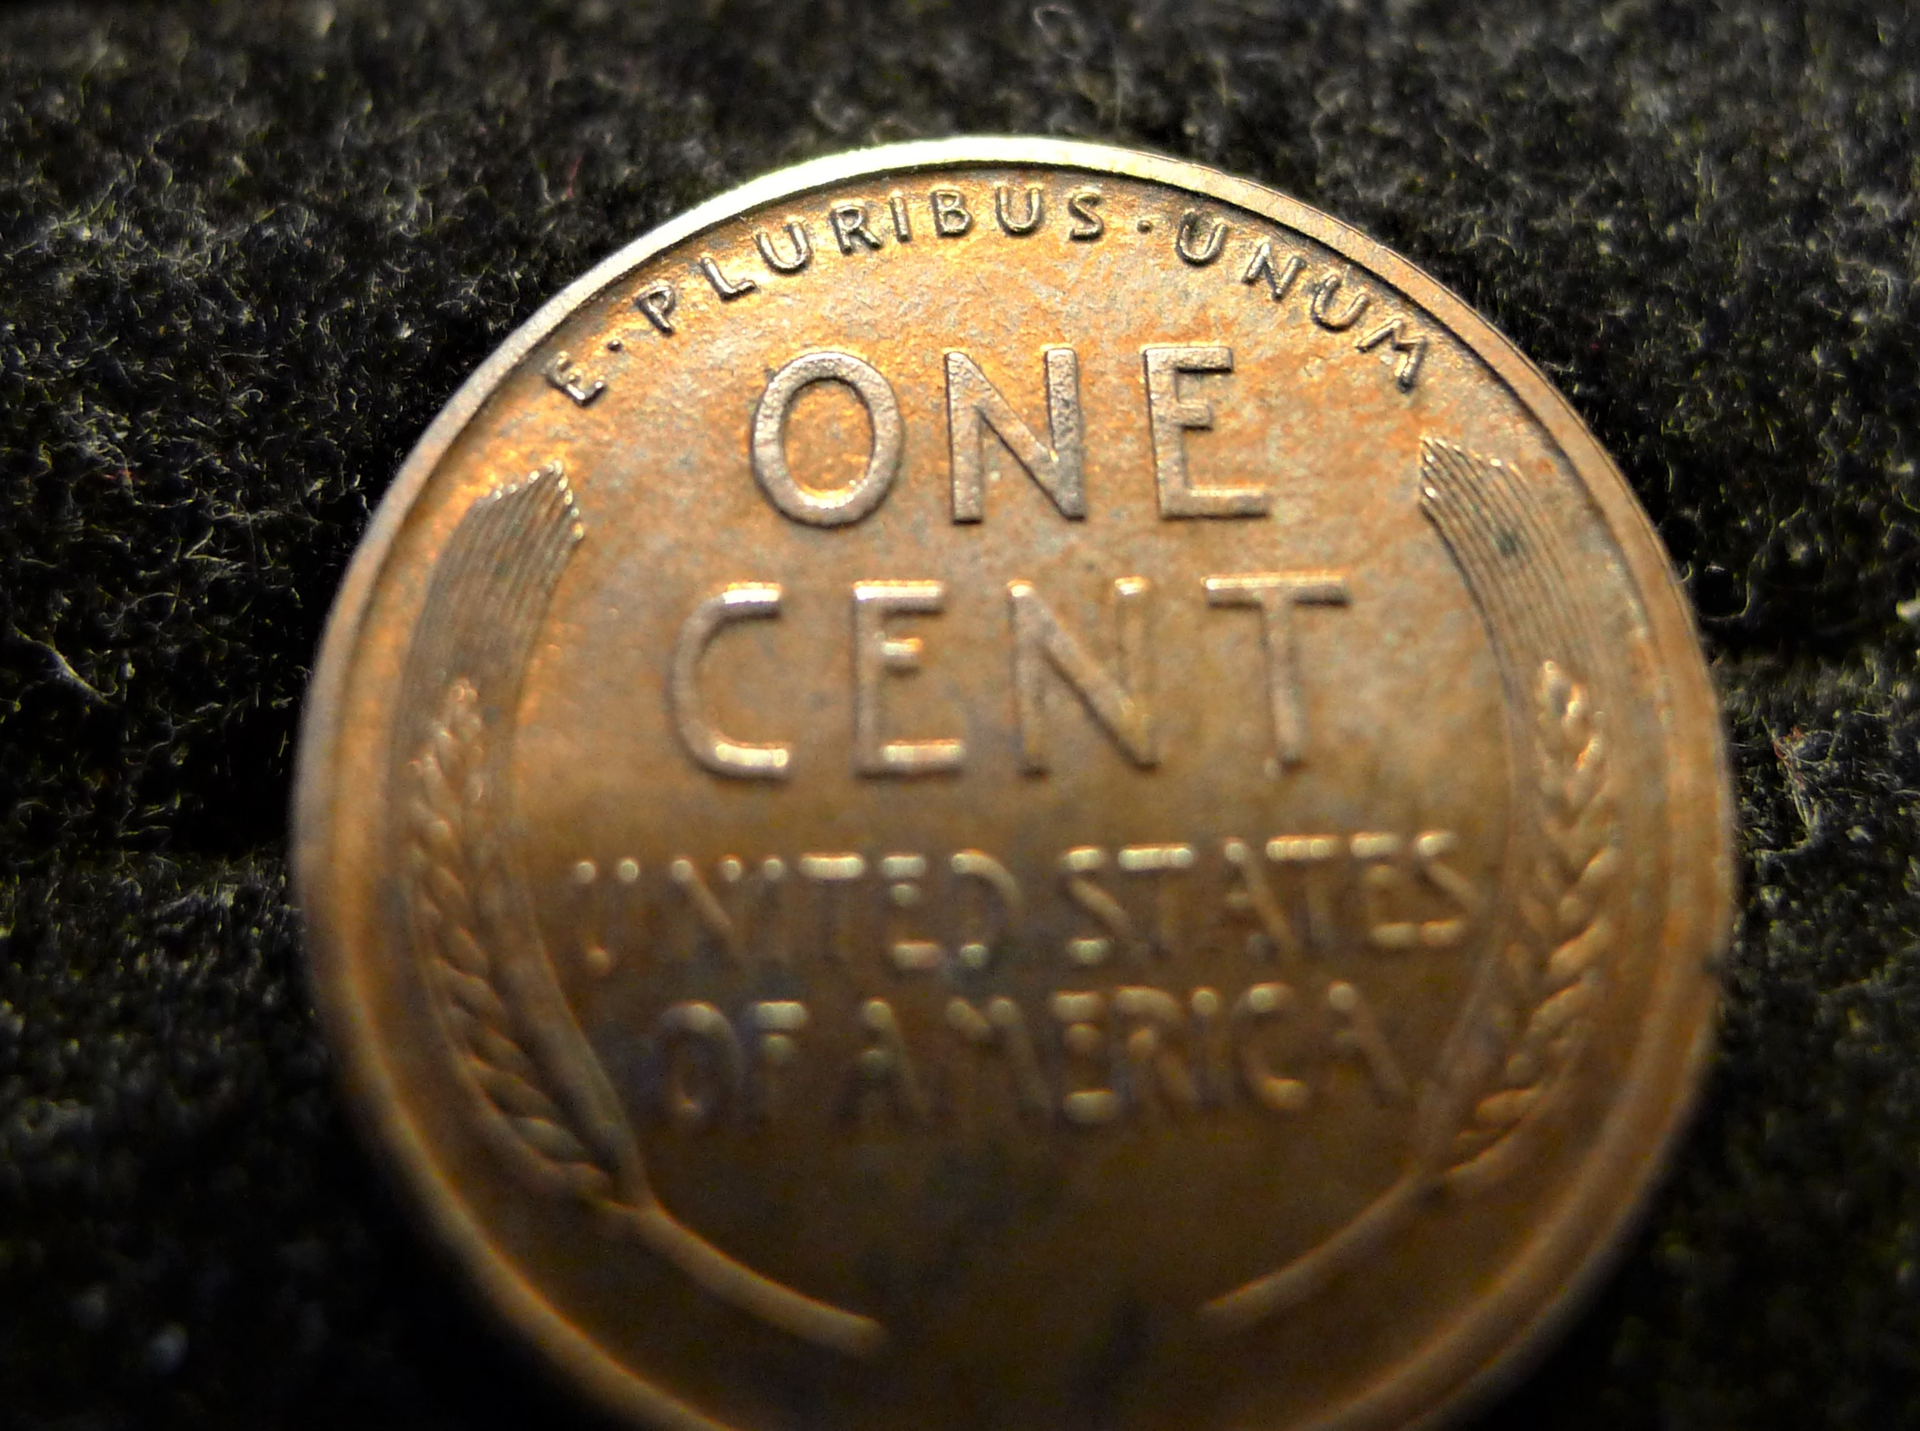 E·PLURIBUS·UNUM
ONE
CENT
UNITED STATES
OF AMERICA